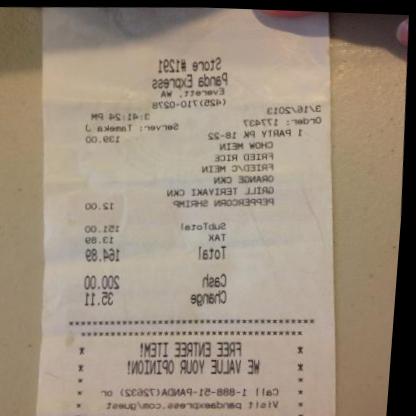 Store #1291
Panda Express
Everett, WA.
(425)710-0278
3/16/2013 3:41:24 PM
Order: 177437 Server: Tameka J
1 PARTY PK 18-22 139.00
CHOW MEIN
FRIED RICE
FRIED/C MEIN
ORANGE CKN
GRILL TERIYAKI CKN
PEPPERCORN SHRIMP 12.00
SubTotal 151.00
TAX 13.89
Total 164.89
Cash 200.00
Change 35.11
********************************
******************************
* FREE ENTREE ITEM! *
* WE VALUE YOUR OPINION! *
* Call 1-888-51-PANDA(72632) or *
* Visit pandaexpress.com/guest *